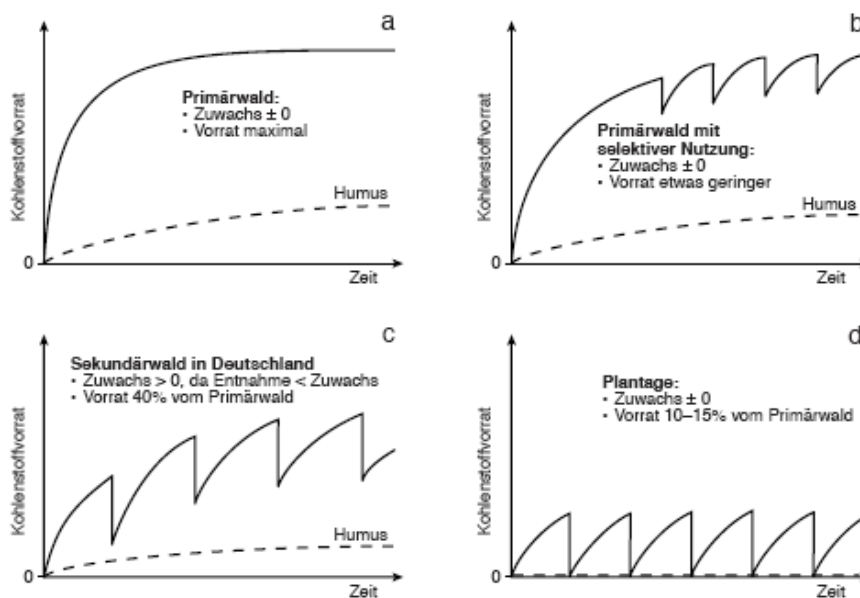 a
Kohlenstoffvorrat
Primärwald:
• Zuwachs ± 0
• Vorrat maximal
Humus
0
Zeit
b
Kohlenstoffvorrat
Primärwald mit
selektiver Nutzung:
• Zuwachs ± 0
• Vorrat etwas geringer
Humus
0
Zeit
c
Kohlenstoffvorrat
Sekundärwald in Deutschland
• Zuwachs > 0, da Entnahme < Zuwachs
• Vorrat 40% vom Primärwald
Humus
0
Zeit
d
Kohlenstoffvorrat
Plantage:
• Zuwachs ± 0
• Vorrat 10–15% vom Primärwald
0
Zeit